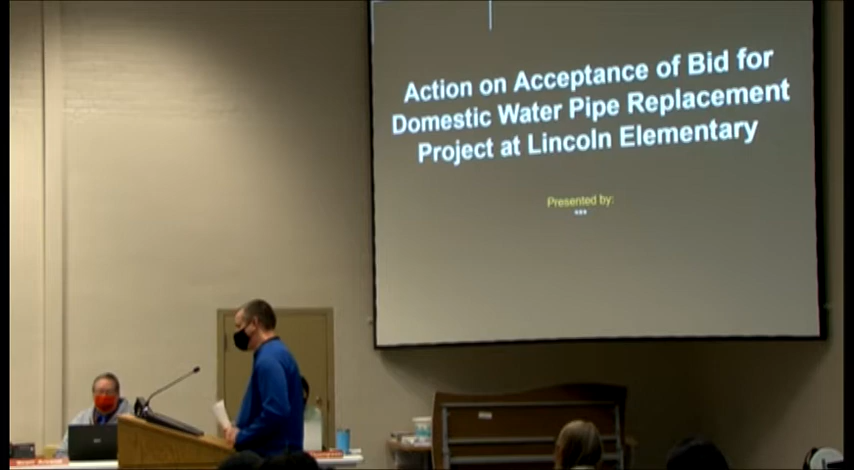 Action on Acceptance of Bid for
Domestic Water Pipe Replacement
Project at Lincoln Elementary
Presented by:
***